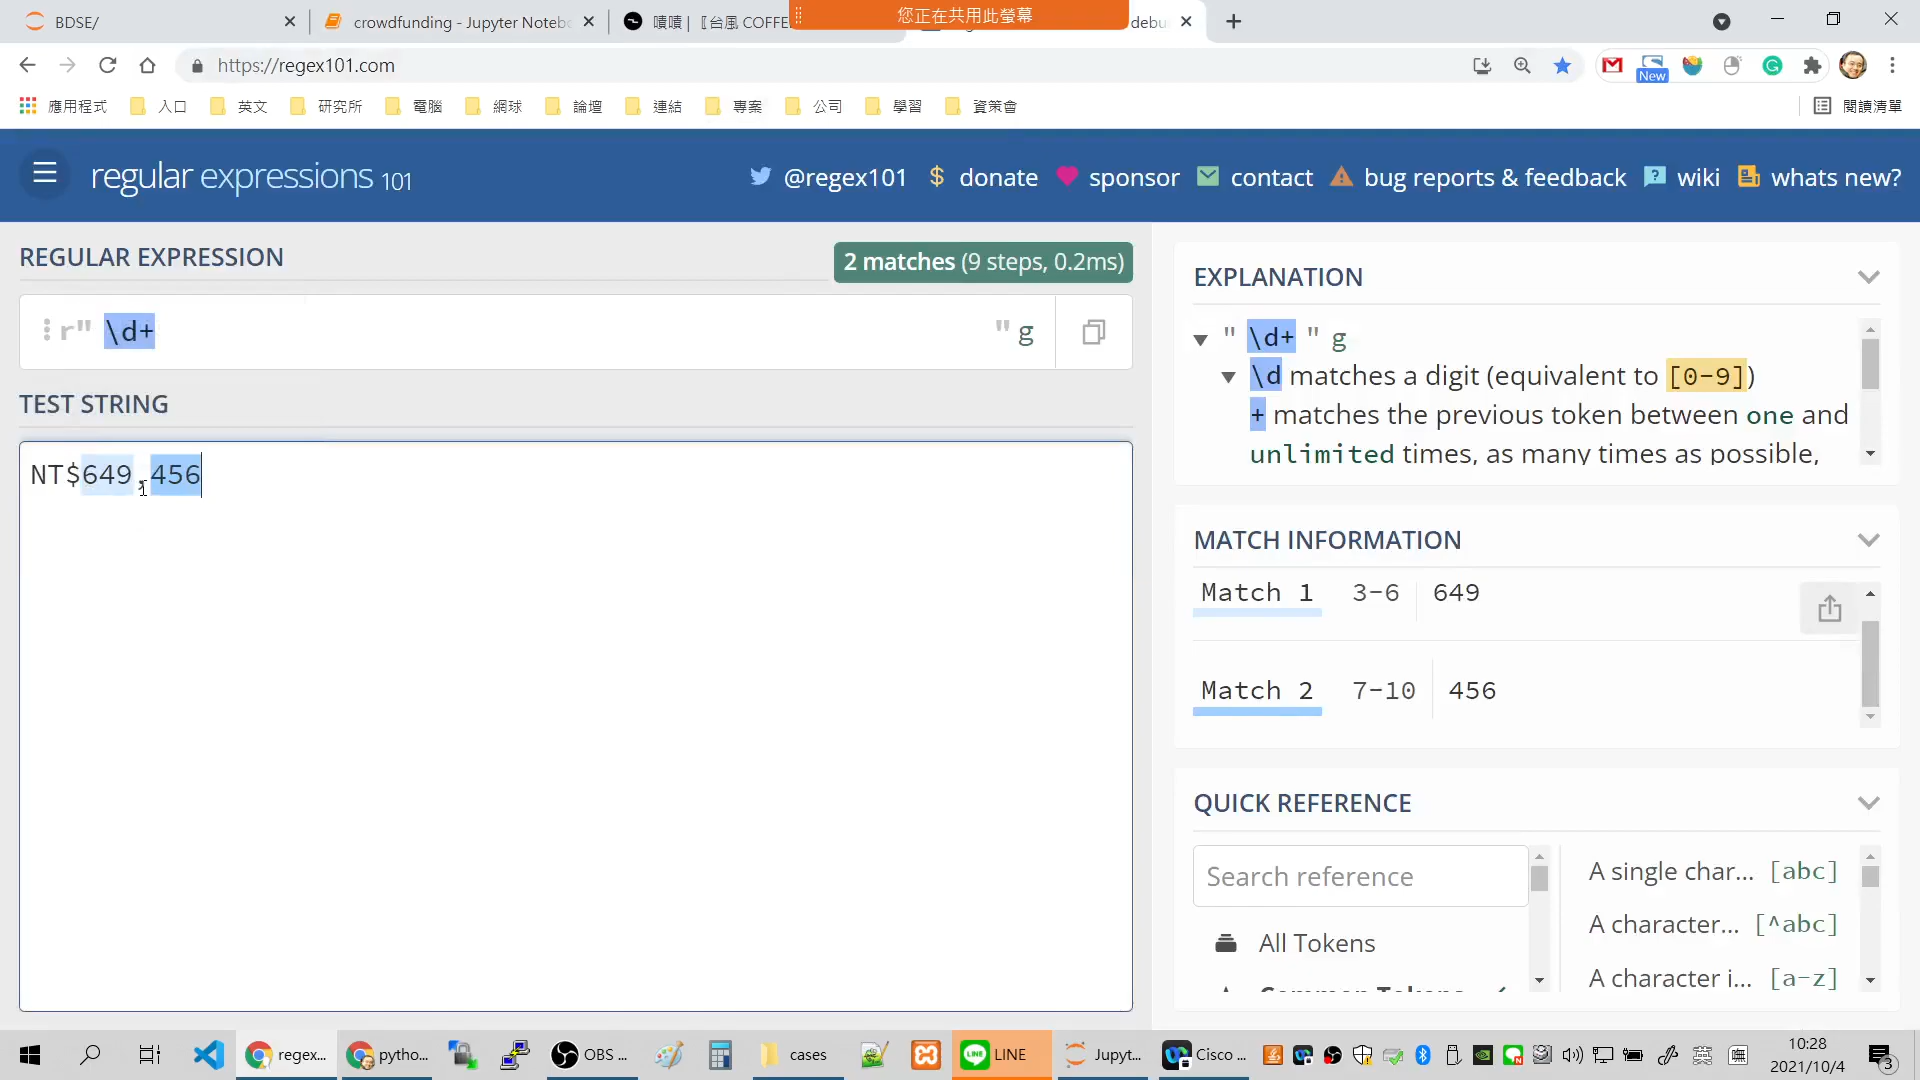 BDSE/
crowdfunding - Jupyter Notebo
嘖嘖 | 〖台風 COFFE
您正在共用此螢幕
debu
https://regex101.com
New
應用程式
入口
英文
研究所
電腦
網球
論壇
連結
專案
公司
學習
資策會
閱讀清單
regular expressions 101
@regex101
donate
sponsor
contact
bug reports & feedback
wiki
whats new?
REGULAR EXPRESSION
2 matches (9 steps, 0.2ms)
r" \d+ " g
TEST STRING
NT$649,456
EXPLANATION
" \d+ " g
\d matches a digit (equivalent to [0-9])
+ matches the previous token between one and
unlimited times, as many times as possible,
MATCH INFORMATION
Match 1 3-6 649
Match 2 7-10 456
QUICK REFERENCE
Search reference
All Tokens
Common Tokens
A single char... [abc]
A character... [^abc]
A character i... [a-z]
regex...
pytho...
OBS ...
cases
LINE
Jupyt...
Cisco ...
英
10:28
2021/10/4
3